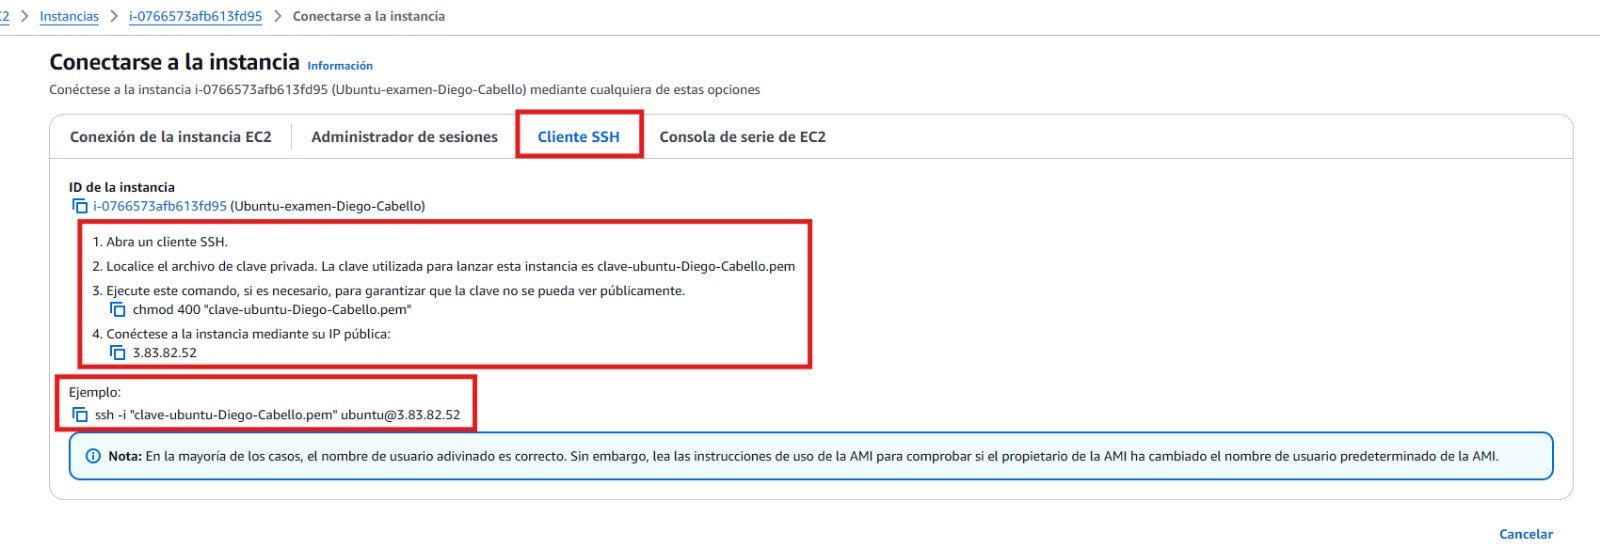 C2 > Instancias > i-0766573afb613fd95 > Conectarse a la instancia
Conectarse a la instancia Información
Conéctese a la instancia i-0766573afb613fd95 (Ubuntu-examen-Diego-Cabello) mediante cualquiera de estas opciones
Conexión de la instancia EC2 Administrador de sesiones Cliente SSH Consola de serie de EC2
ID de la instancia
i-0766573afb613fd95 (Ubuntu-examen-Diego-Cabello)
1. Abra un cliente SSH.
2. Localice el archivo de clave privada. La clave utilizada para lanzar esta instancia es clave-ubuntu-Diego-Cabello.pem
3. Ejecute este comando, si es necesario, para garantizar que la clave no se pueda ver públicamente.
chmod 400 "clave-ubuntu-Diego-Cabello.pem"
4. Conéctese a la instancia mediante su IP pública:
3.83.82.52
Ejemplo:
ssh -i "clave-ubuntu-Diego-Cabello.pem" ubuntu@3.83.82.52
Nota: En la mayoría de los casos, el nombre de usuario adivinado es correcto. Sin embargo, lea las instrucciones de uso de la AMI para comprobar si el propietario de la AMI ha cambiado el nombre de usuario predeterminado de la AMI.
Cancelar